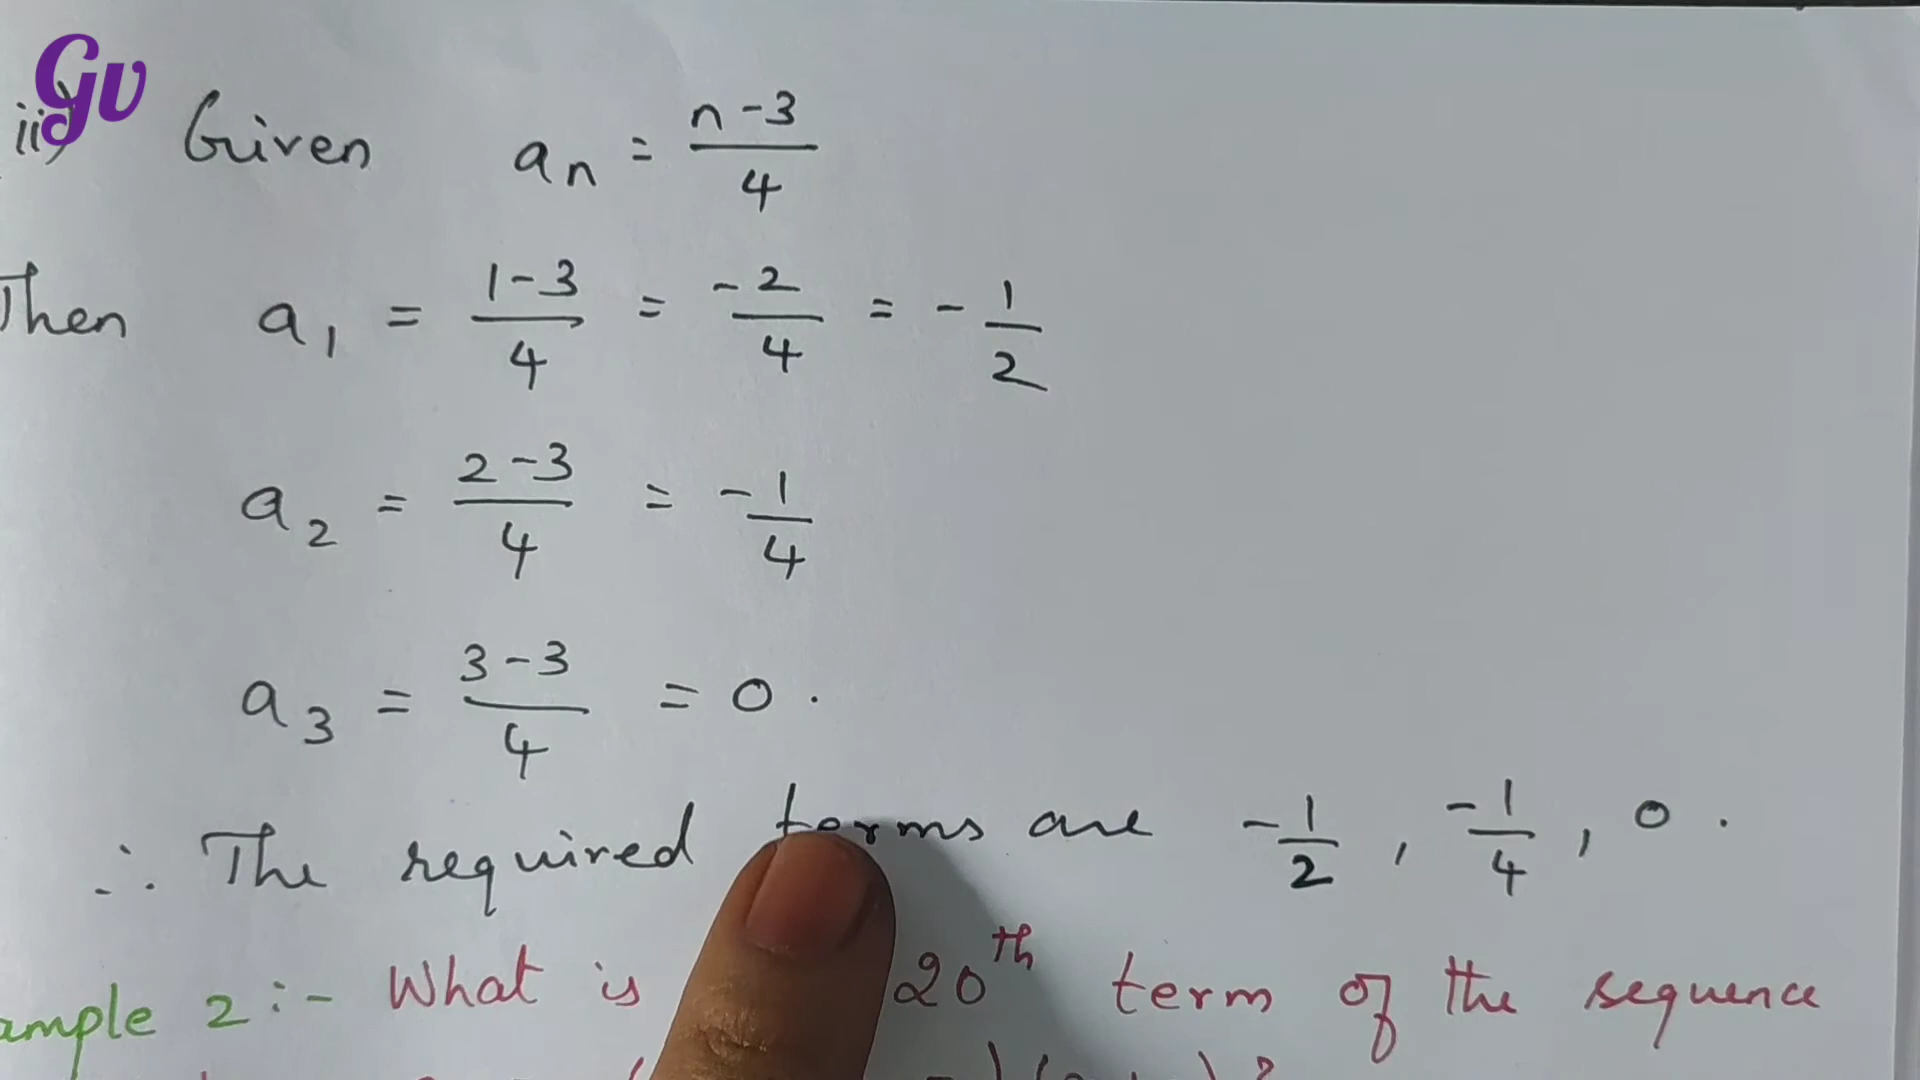 GV
ii) Given aₙ = (n-3)/4
Then a₁ = (1-3)/4 = -2/4 = -1/2
a₂ = (2-3)/4 = -1/4
a₃ = (3-3)/4 = 0 .
∴ The required terms are -1/2 , -1/4 , 0 .
ample 2 :- What is 20th term of the sequence